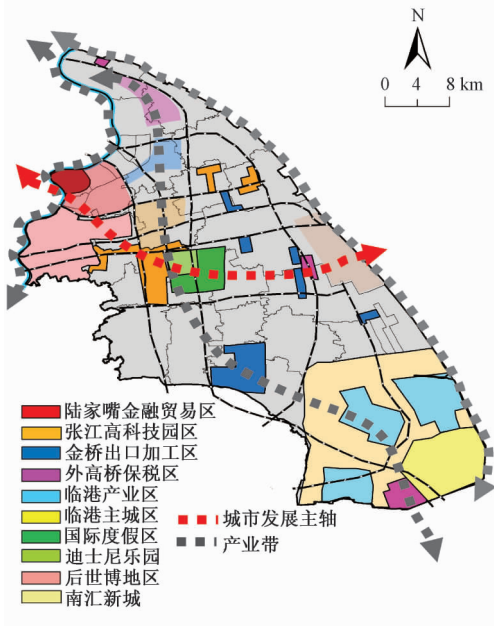 N
0 4 8 km
陆家嘴金融贸易区
张江高科技园区
金桥出口加工区
外高桥保税区
临港产业区
临港主城区
国际度假区
迪士尼乐园
后世博地区
南汇新城
城市发展主轴
产业带